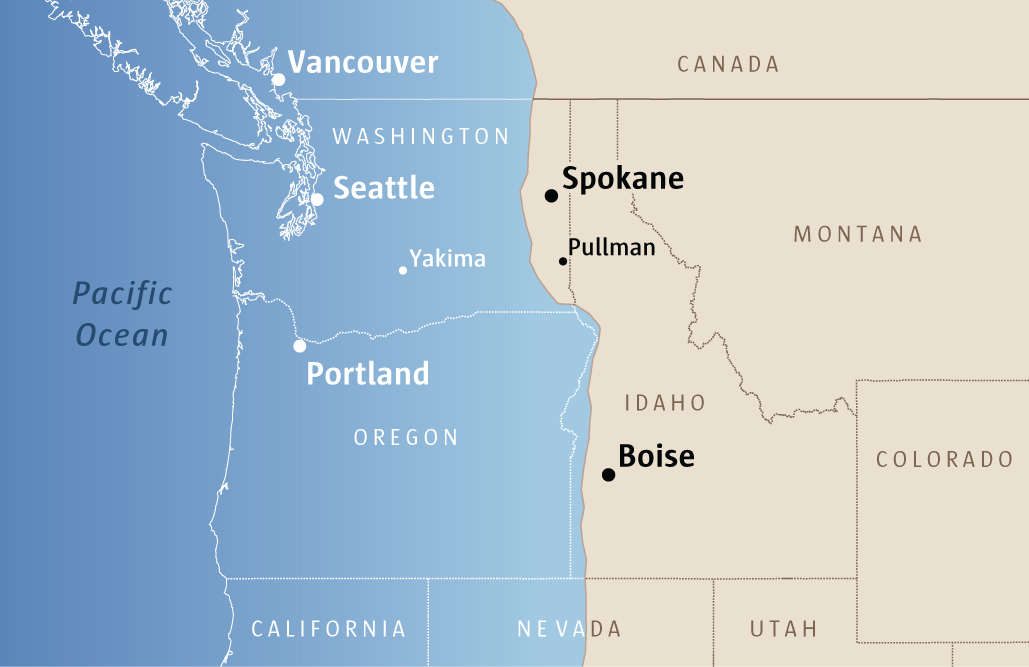 Vancouver
CANADA
WASHINGTON
Spokane
Seattle
MONTANA
Pullman
Yakima
Pacific
Ocean
Portland
IDAHO
OREGON
Boise
COLORADO
CALIFORNIA
NEVADA
UTAH